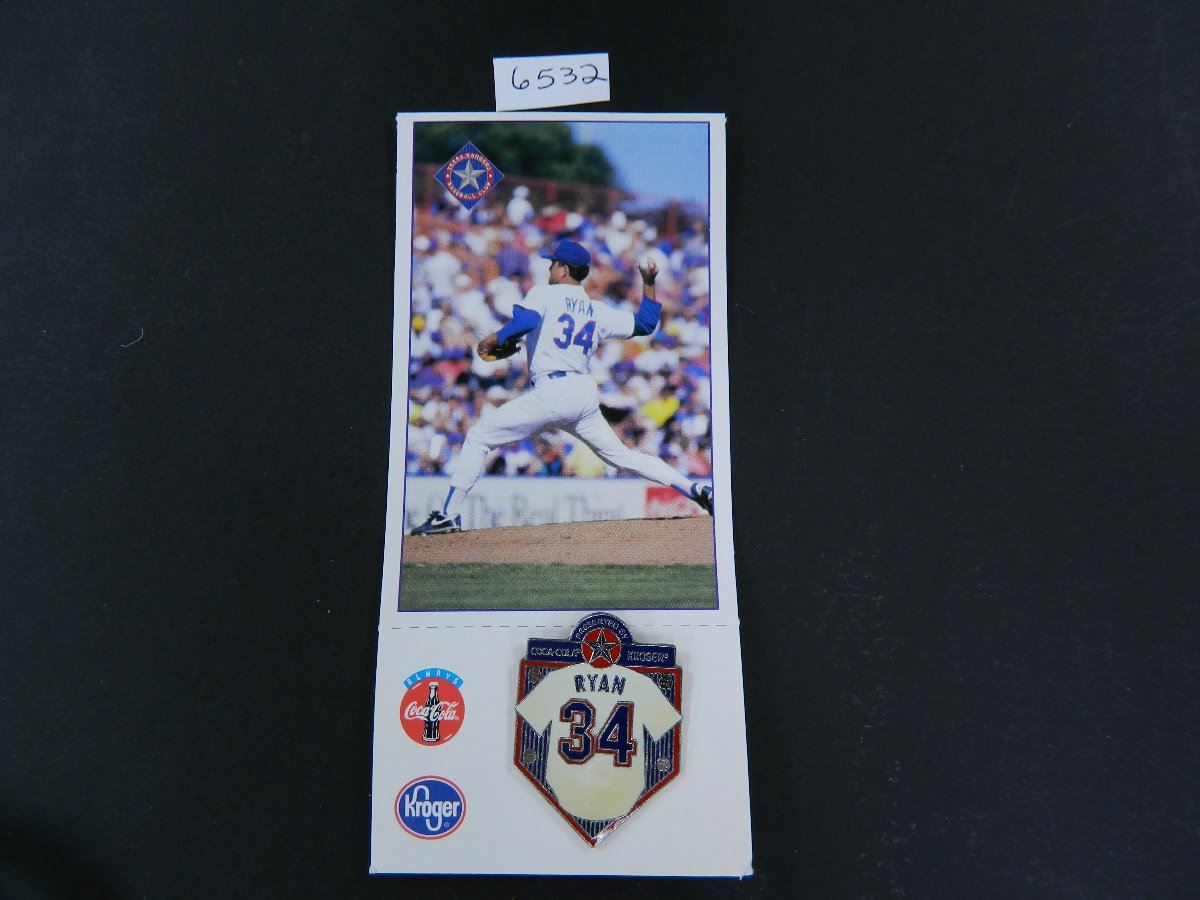 6532
TEXAS RANGERS
BASEBALL CLUB
RYAN
34
The Real Thing
PRESENTED BY
COCA-COLA® KROGER®
ALWAYS
Coca-Cola
RYAN
34
Kroger